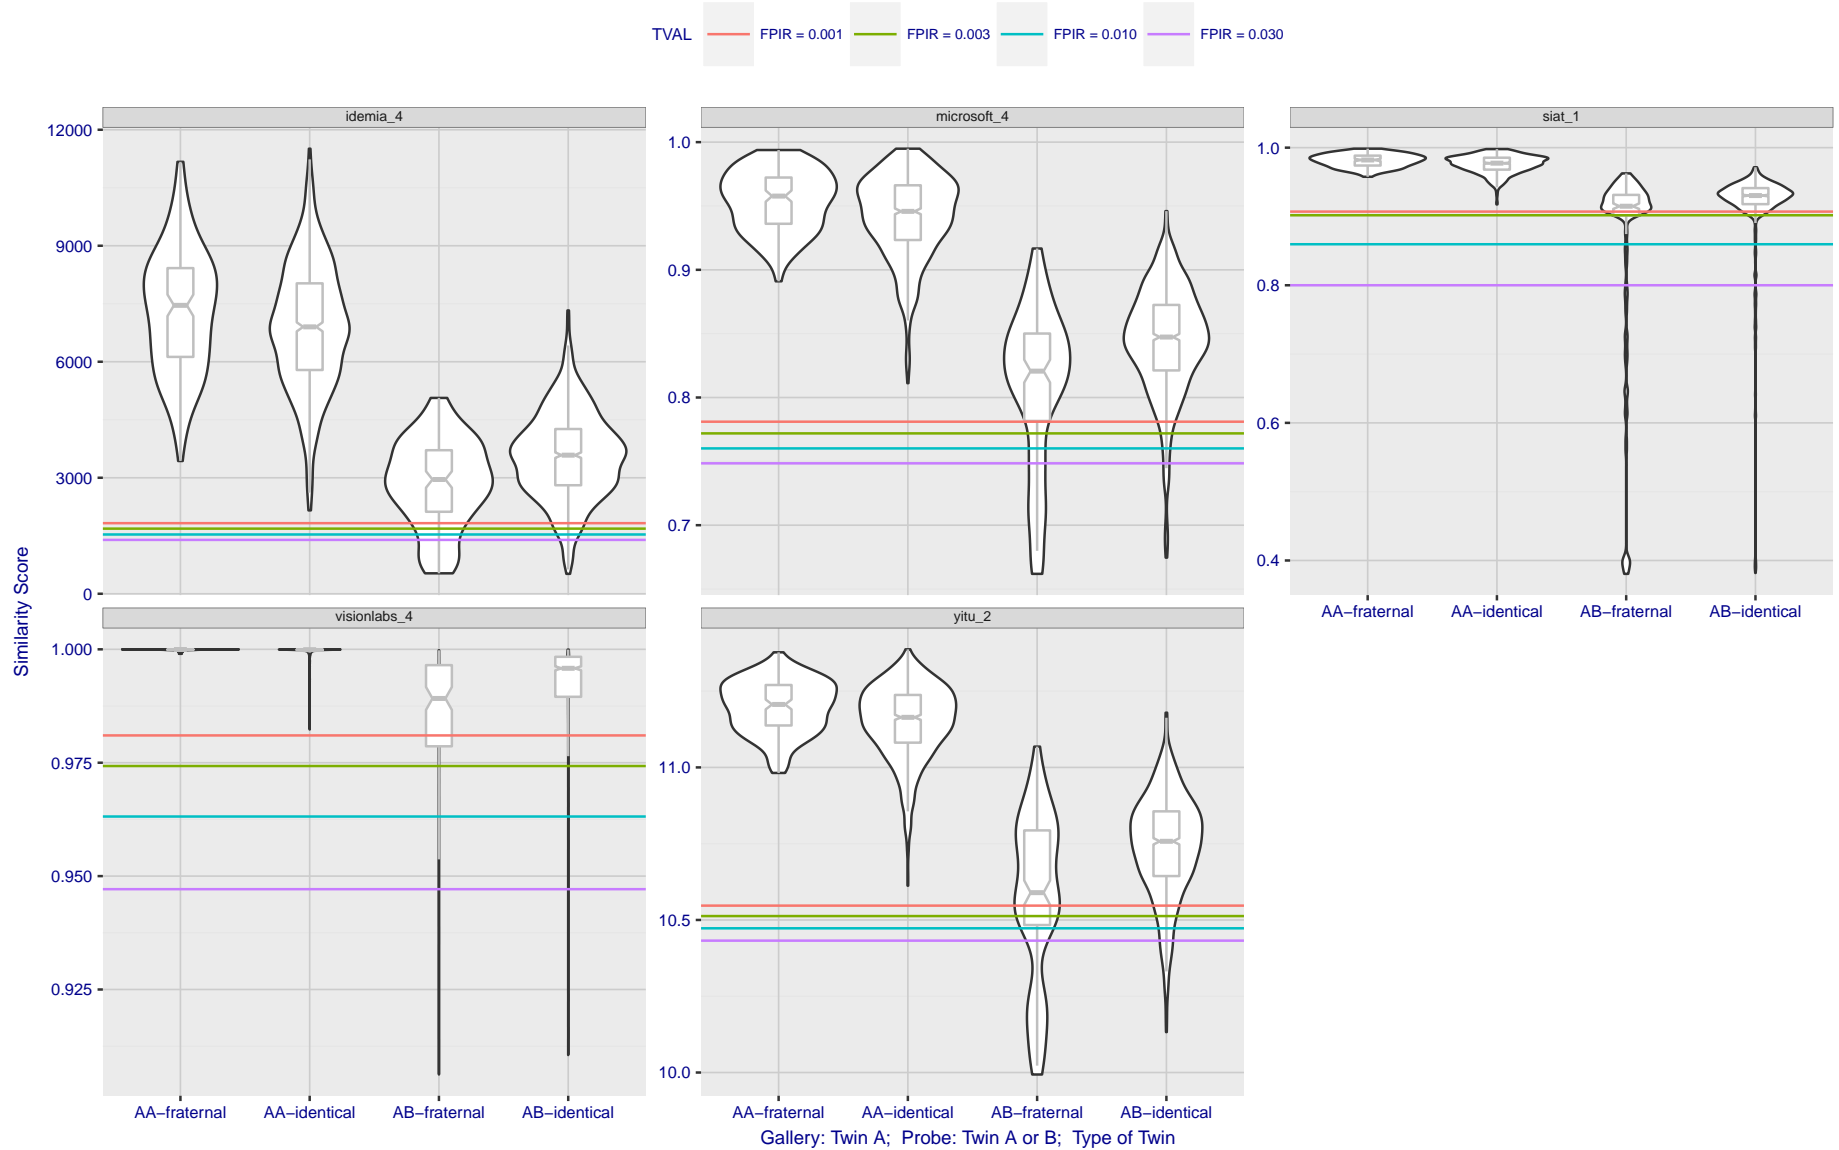 TVAL FPIR = 0.001 FPIR = 0.003 FPIR = 0.010 FPIR = 0.030
idemia_4
12000
9000
6000
3000
0
microsoft_4
1.0
0.9
0.8
0.7
siat_1
1.0
0.8
0.6
0.4
AA−fraternal AA−identical AB−fraternal AB−identical
Similarity Score
visionlabs_4
1.000
0.975
0.950
0.925
AA−fraternal AA−identical AB−fraternal AB−identical
yitu_2
11.0
10.5
10.0
AA−fraternal AA−identical AB−fraternal AB−identical
Gallery: Twin A; Probe: Twin A or B; Type of Twin